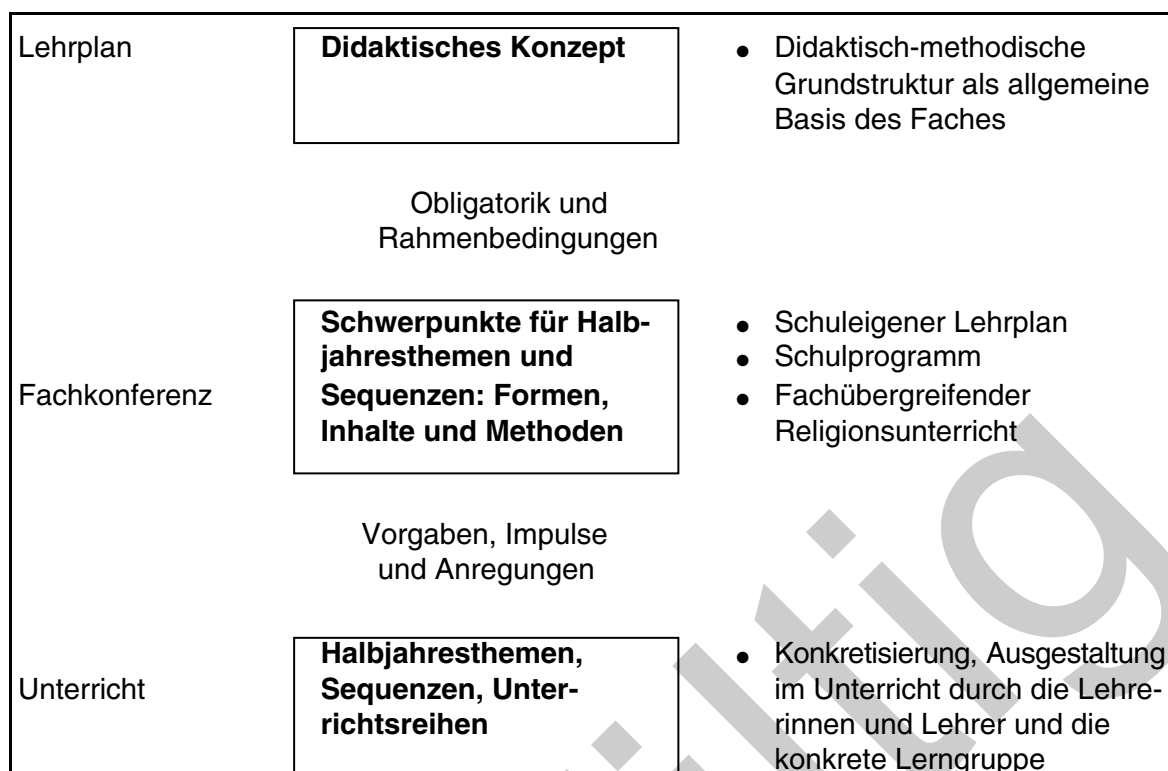 Lehrplan
Didaktisches Konzept
● Didaktisch-methodische
Grundstruktur als allgemeine
Basis des Faches
Obligatorik und
Rahmenbedingungen
Fachkonferenz
Schwerpunkte für Halb-
jahresthemen und
Sequenzen: Formen,
Inhalte und Methoden
● Schuleigener Lehrplan
● Schulprogramm
● Fachübergreifender
Religionsunterricht
Vorgaben, Impulse
und Anregungen
Unterricht
Halbjahresthemen,
Sequenzen, Unter-
richtsreihen
● Konkretisierung, Ausgestaltung
im Unterricht durch die Lehre-
rinnen und Lehrer und die
konkrete Lerngruppe